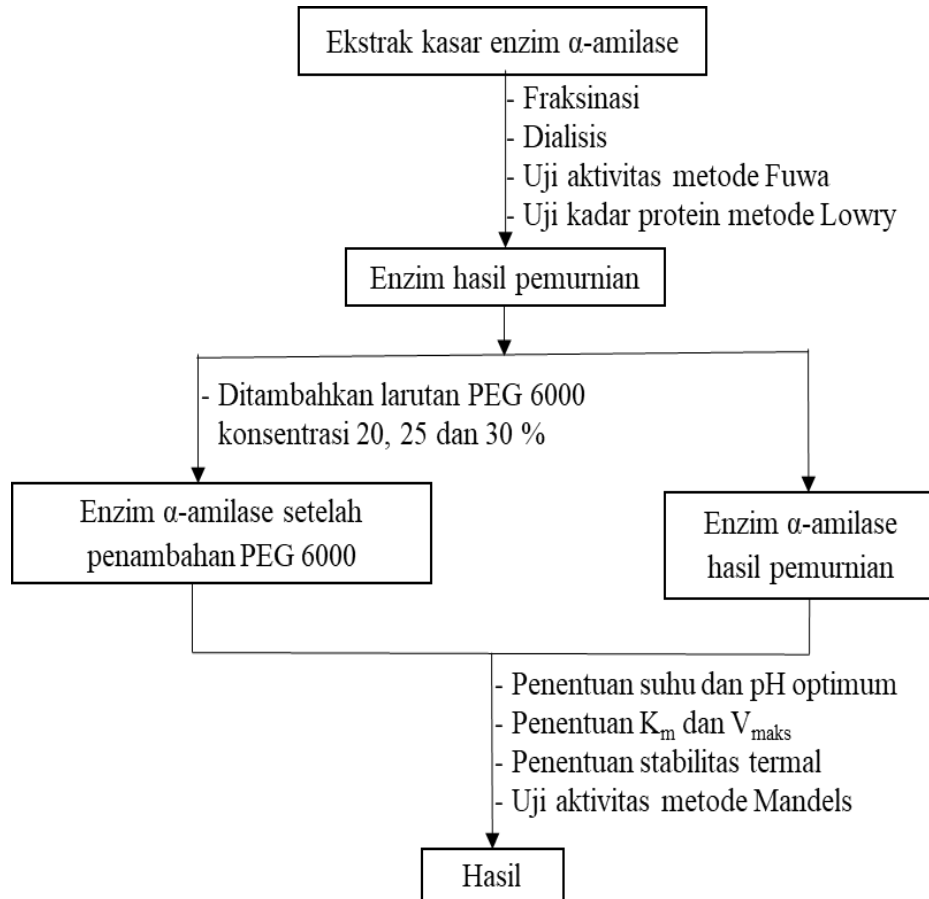 Ekstrak kasar enzim α-amilase
- Fraksinasi
- Dialisis
- Uji aktivitas metode Fuwa
- Uji kadar protein metode Lowry
Enzim hasil pemurnian
- Ditambahkan larutan PEG 6000
konsentrasi 20, 25 dan 30 %
Enzim α-amilase setelah
penambahan PEG 6000
Enzim α-amilase
hasil pemurnian
- Penentuan suhu dan pH optimum
- Penentuan Km dan Vmaks
- Penentuan stabilitas termal
- Uji aktivitas metode Mandels
Hasil